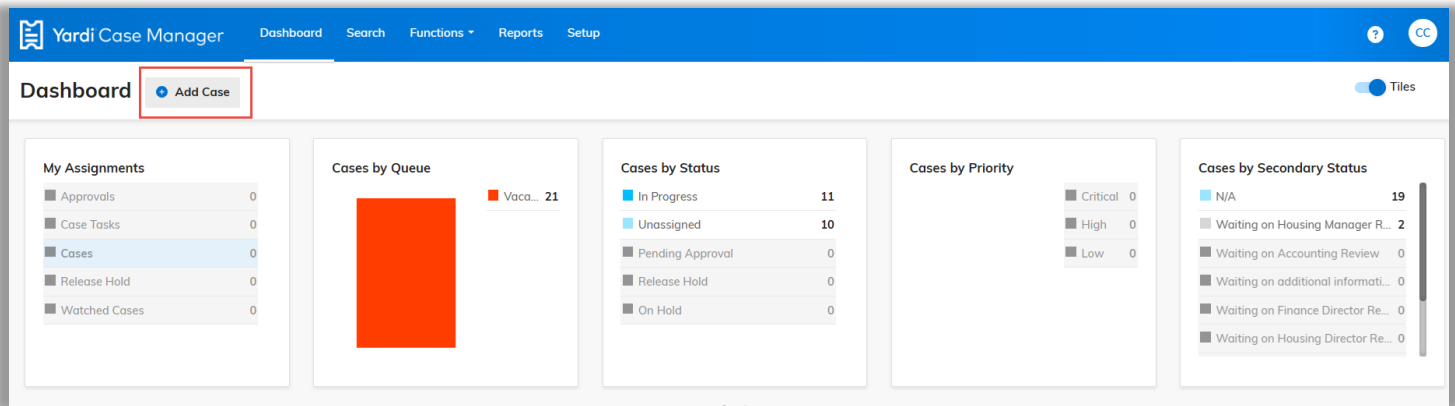 Yardi Case Manager Dashboard Search Functions Reports Setup ? CC
Dashboard + Add Case Tiles
My Assignments
Approvals 0
Case Tasks 0
Cases 0
Release Hold 0
Watched Cases 0
Cases by Queue
Vaca... 21
Cases by Status
In Progress 11
Unassigned 10
Pending Approval 0
Release Hold 0
On Hold 0
Cases by Priority
Critical 0
High 0
Low 0
Cases by Secondary Status
N/A 19
Waiting on Housing Manager R... 2
Waiting on Accounting Review 0
Waiting on additional informati... 0
Waiting on Finance Director Re... 0
Waiting on Housing Director Re... 0